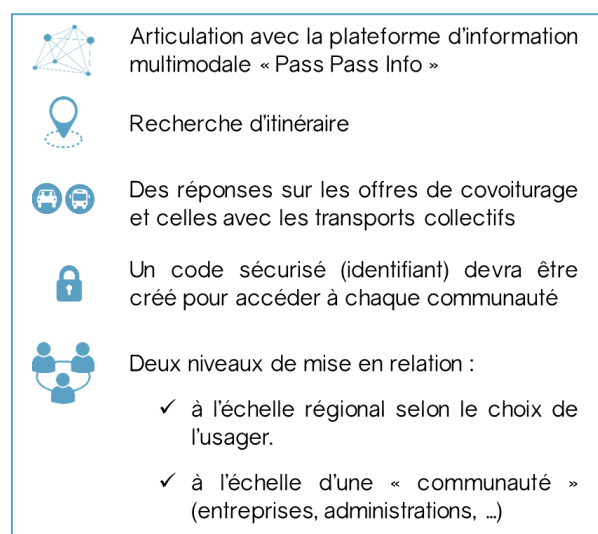 Articulation avec la plateforme d'information
multimodale « Pass Pass Info »
Recherche d'itinéraire
Des réponses sur les offres de covoiturage
et celles avec les transports collectifs
Un code sécurisé (identifiant) devra être
créé pour accéder à chaque communauté
Deux niveaux de mise en relation :
✓ à l'échelle régional selon le choix de
l'usager.
✓ à l'échelle d'une « communauté »
(entreprises, administrations, …)